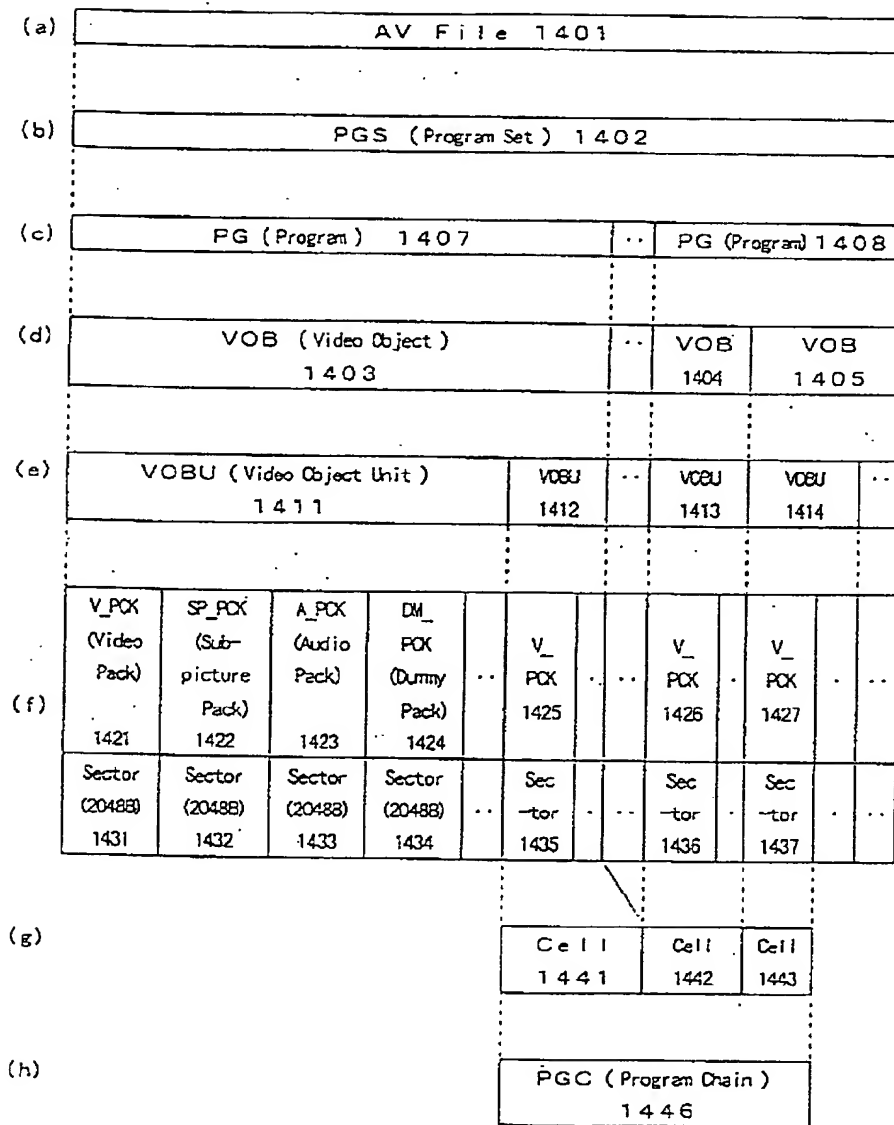 (a) AV File 1401
(b) PGS (Program Set) 1402
(c) PG (Program) 1407 ·· PG (Program) 1408
(d) VOB (Video Object) ·· VOB VOB
1403 1404 1405
(e) VOBU (Video Object Unit) VOBU ·· VOBU VOBU ··
1411 1412 1413 1414
V_PCK SP_PCK A_PCK DM_
(Video (Sub- (Audio PCK V_ V_ V_
Pack) picture Pack) (Dummy ·· PCK · ·· PCK · PCK · ··
(f) Pack) Pack) 1425 1426 1427
1421 1422 1423 1424
Sector Sector Sector Sector Sec Sec Sec
(2048B) (2048B) (2048B) (2048B) ·· -tor · ·· -tor · -tor · ··
1431 1432 1433 1434 1435 1436 1437
(g) Cell Cell Cell
1441 1442 1443
(h) PGC (Program Chain)
1446